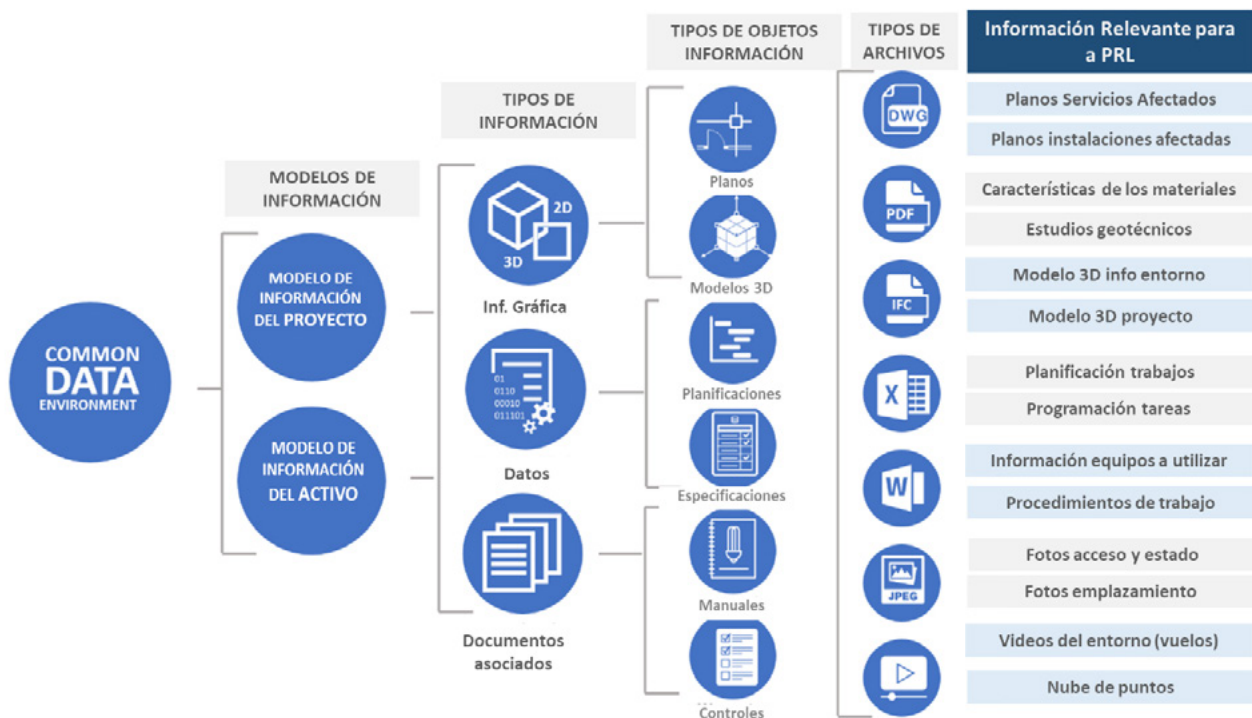 TIPOS DE OBJETOS
INFORMACIÓN
TIPOS DE
ARCHIVOS
Información Relevante para
a PRL
TIPOS DE
INFORMACIÓN
MODELOS DE
INFORMACIÓN
COMMON
DATA
ENVIRONMENT
MODELO DE
INFORMACIÓN
DEL PROYECTO
MODELO DE
INFORMACIÓN
DEL ACTIVO
2D
3D
Inf. Gráfica
01
0110
00010
011101
Datos
Documentos
asociados
Planos
Modelos 3D
Planificaciones
Especificaciones
Manuales
Controles
DWG
PDF
IFC
X
W
JPEG
Planos Servicios Afectados
Planos instalaciones afectadas
Características de los materiales
Estudios geotécnicos
Modelo 3D info entorno
Modelo 3D proyecto
Planificación trabajos
Programación tareas
Información equipos a utilizar
Procedimientos de trabajo
Fotos acceso y estado
Fotos emplazamiento
Videos del entorno (vuelos)
Nube de puntos